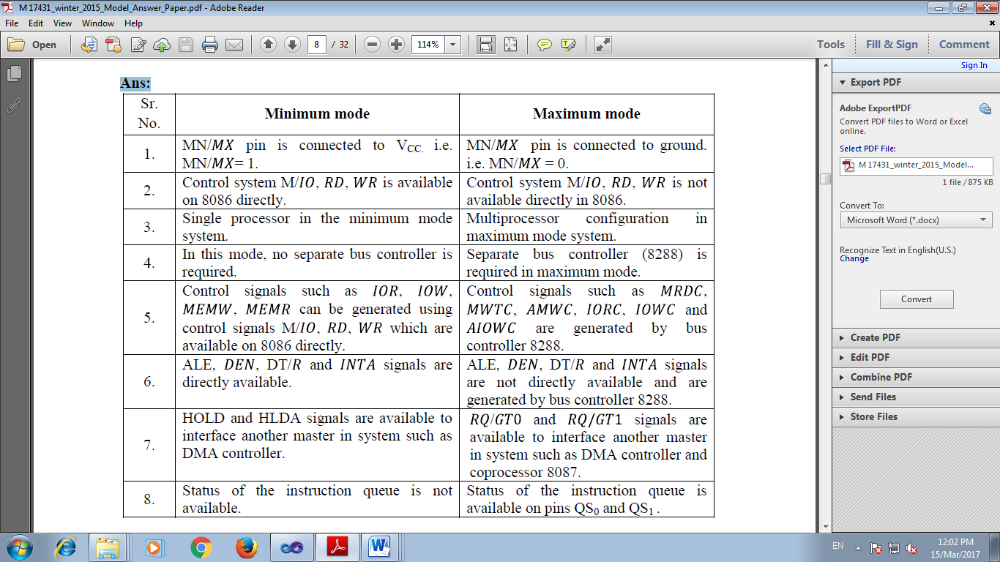 M 17431_winter_2015_Model_Answer_Paper.pdf - Adobe Reader
File Edit View Window Help
Open 8 / 32 114% Tools Fill & Sign Comment
Sign In
Ans:
Sr. No. Minimum mode Maximum mode
1.
MN/MX pin is connected to VCC. i.e.
MN/MX= 1.
MN/MX pin is connected to ground.
i.e. MN/MX = 0.
2.
Control system M/IO, RD, WR is available
on 8086 directly.
Control system M/IO, RD, WR is not
available directly in 8086.
3.
Single processor in the minimum mode
system.
Multiprocessor configuration in
maximum mode system.
4.
In this mode, no separate bus controller is
required.
Separate bus controller (8288) is
required in maximum mode.
5.
Control signals such as IOR, IOW,
MEMW, MEMR can be generated using
control signals M/IO, RD, WR which are
available on 8086 directly.
Control signals such as MRDC,
MWTC, AMWC, IORC, IOWC and
AIOWC are generated by bus
controller 8288.
6.
ALE, DEN, DT/R and INTA signals are
directly available.
ALE, DEN, DT/R and INTA signals
are not directly available and are
generated by bus controller 8288.
7.
HOLD and HLDA signals are available to
interface another master in system such as
DMA controller.
RQ/GT0 and RQ/GT1 signals are
available to interface another master
in system such as DMA controller and
coprocessor 8087.
8.
Status of the instruction queue is not
available.
Status of the instruction queue is
available on pins QS0 and QS1 .
Export PDF
Adobe ExportPDF
Convert PDF files to Word or Excel
online.
Select PDF File:
M 17431_winter_2015_Model...
1 file / 875 KB
Convert To:
Microsoft Word (*.docx)
Recognize Text in English(U.S.)
Change
Convert
Create PDF
Edit PDF
Combine PDF
Send Files
Store Files
EN
12:02 PM
15/Mar/2017